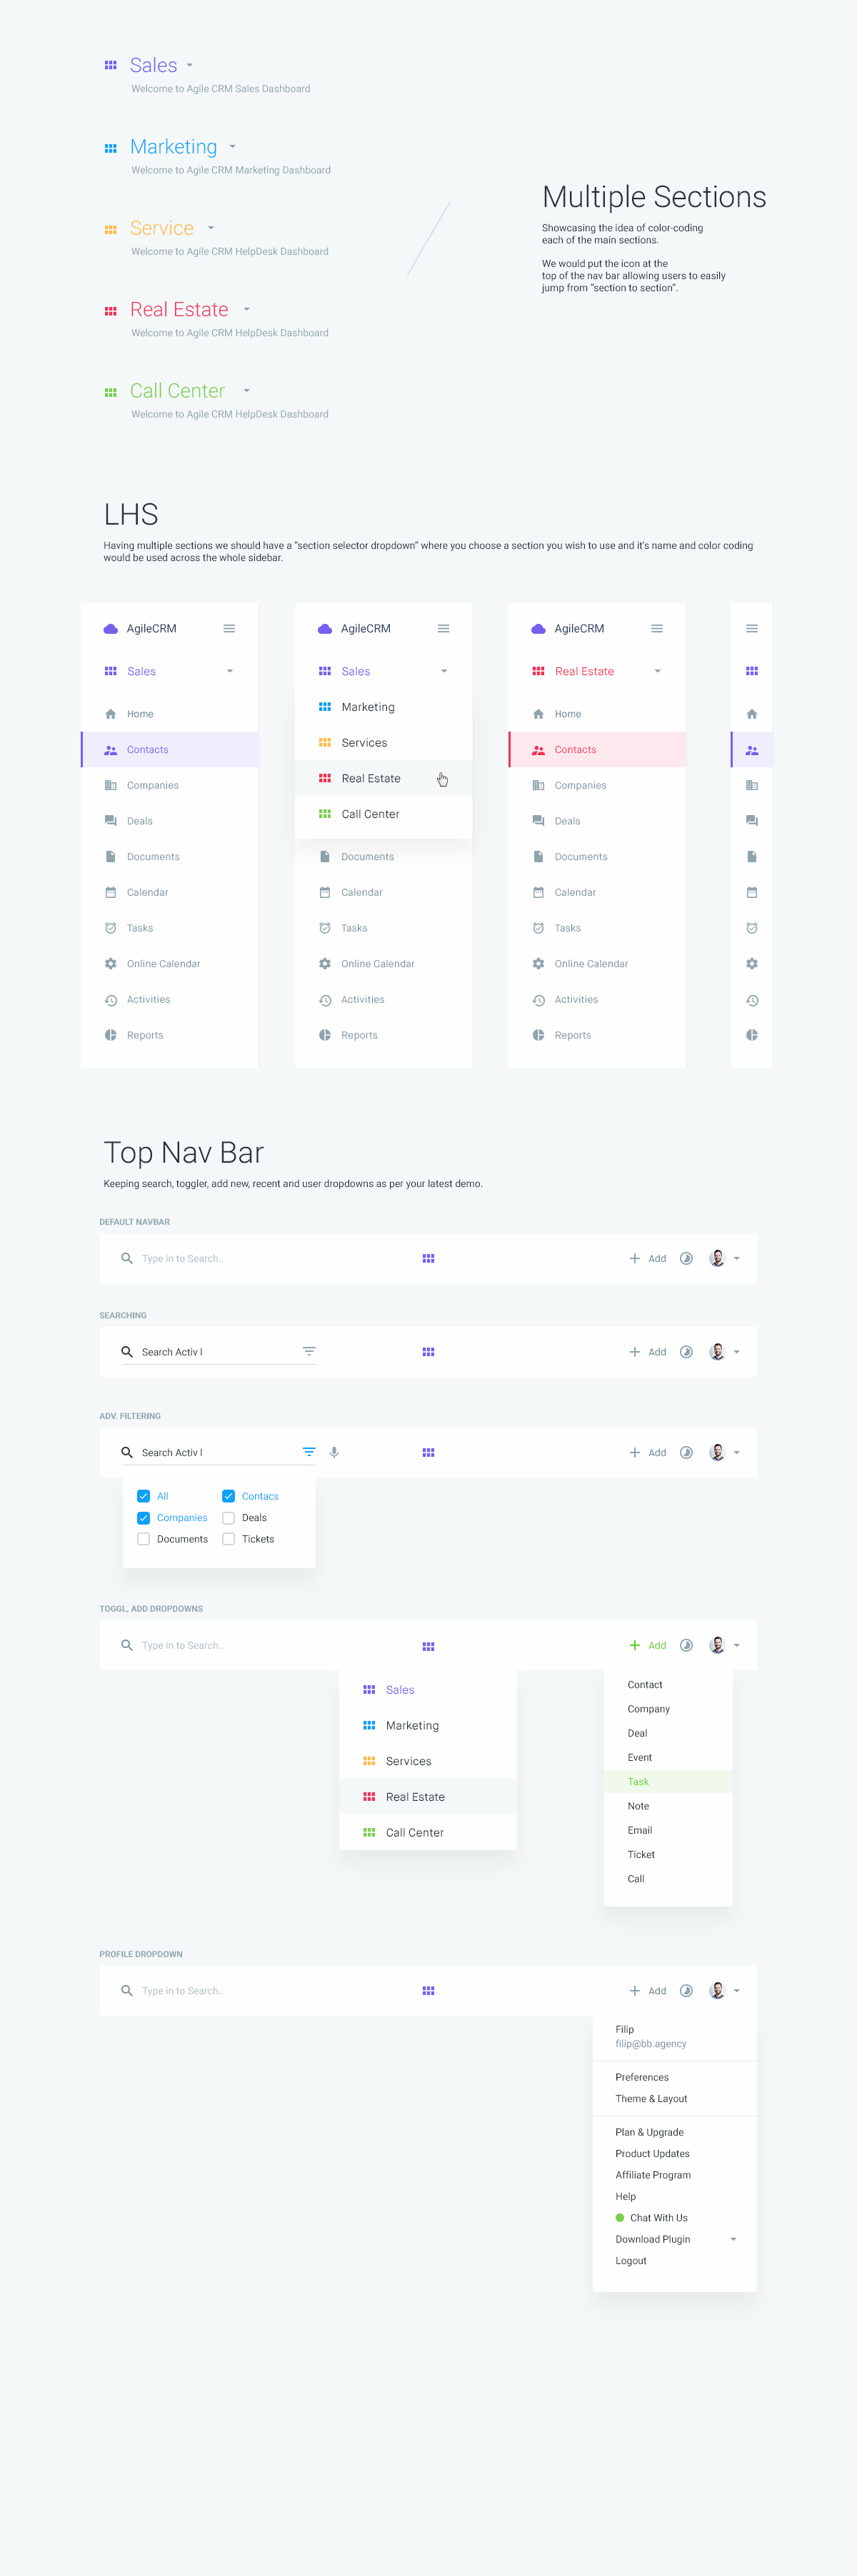 Sales
Welcome to Agile CRM Sales Dashboard
Marketing
Welcome to Agile CRM Marketing Dashboard
Service
Welcome to Agile CRM HelpDesk Dashboard
Real Estate
Welcome to Agile CRM HelpDesk Dashboard
Call Center
Welcome to Agile CRM HelpDesk Dashboard
Multiple Sections
Showcasing the idea of color-coding
each of the main sections.
We would put the icon at the
top of the nav bar allowing users to easily
jump from “section to section”.
LHS
Having multiple sections we should have a “section selector dropdown” where you choose a section you wish to use and it’s name and color coding
would be used across the whole sidebar.
AgileCRM
Sales
Home
Contacts
Companies
Deals
Documents
Calendar
Tasks
Online Calendar
Activities
Reports
AgileCRM
Sales
Marketing
Services
Real Estate
Call Center
Documents
Calendar
Tasks
Online Calendar
Activities
Reports
AgileCRM
Real Estate
Home
Contacts
Companies
Deals
Documents
Calendar
Tasks
Online Calendar
Activities
Reports
Top Nav Bar
Keeping search, toggler, add new, recent and user dropdowns as per your latest demo.
DEFAULT NAVBAR
Type in to Search..
Add
SEARCHING
Search Activ |
Add
ADV. FILTERING
Search Activ |
Add
All
Contacs
Companies
Deals
Documents
Tickets
TOGGL, ADD DROPDOWNS
Type in to Search..
Add
Sales
Marketing
Services
Real Estate
Call Center
Contact
Company
Deal
Event
Task
Note
Email
Ticket
Call
PROFILE DROPDOWN
Type in to Search..
Add
Filip
filip@bb.agency
Preferences
Theme & Layout
Plan & Upgrade
Product Updates
Affiliate Program
Help
Chat With Us
Download Plugin
Logout